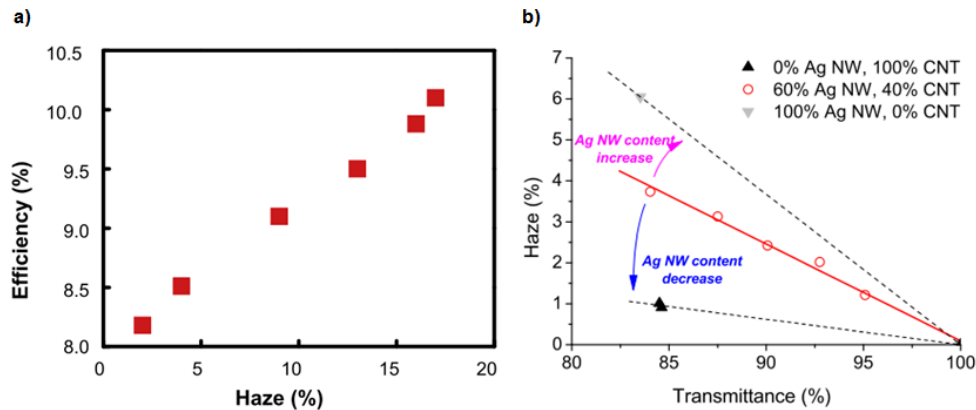 a)
10.5
10.0
9.5
9.0
8.5
8.0
0
5
10
15
20
Efficiency (%)
Haze (%)
b)
7
6
5
4
3
2
1
0
80
85
90
95
100
Haze (%)
Transmittance (%)
0% Ag NW, 100% CNT
60% Ag NW, 40% CNT
100% Ag NW, 0% CNT
Ag NW content
increase
Ag NW content
decrease